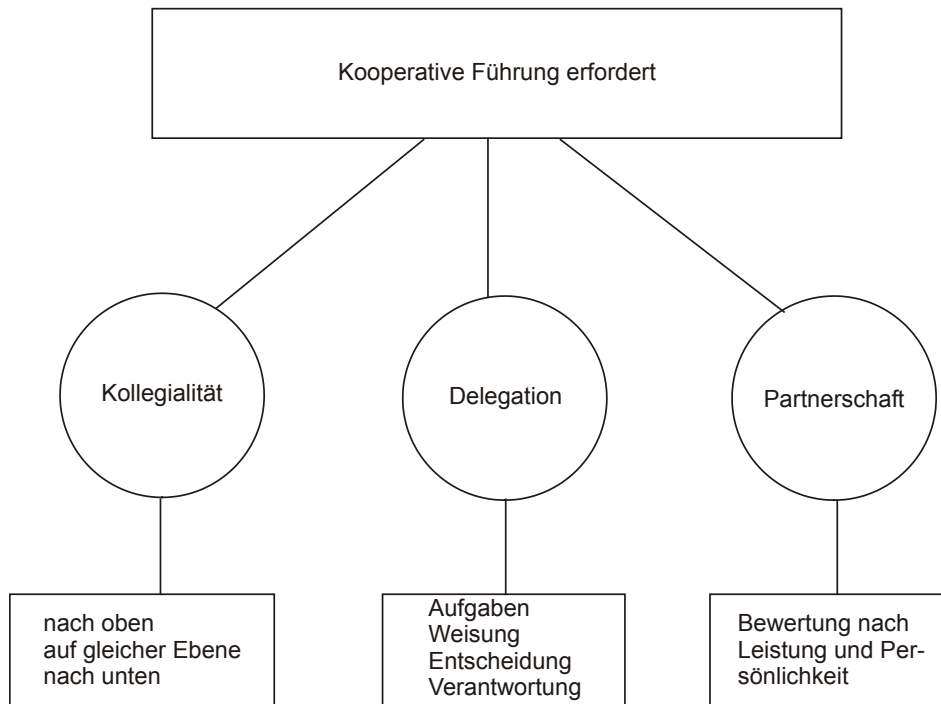 Kooperative Führung erfordert
Kollegialität
Delegation
Partnerschaft
nach oben
auf gleicher Ebene
nach unten
Aufgaben
Weisung
Entscheidung
Verantwortung
Bewertung nach
Leistung und Per-
sönlichkeit